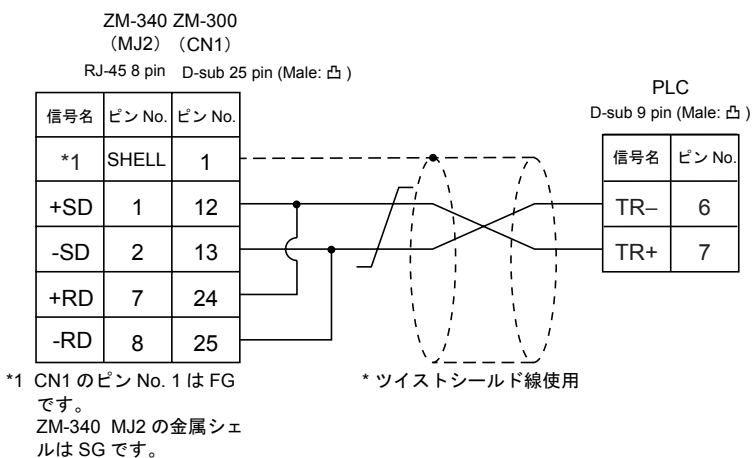 ZM-340 ZM-300
（MJ2）（CN1）
RJ-45 8 pin D-sub 25 pin (Male: 凸 )
信号名 ピン No. ピン No.
*1 SHELL 1
+SD 1 12
-SD 2 13
+RD 7 24
-RD 8 25
PLC
D-sub 9 pin (Male: 凸 )
信号名 ピン No.
TR− 6
TR+ 7
*1 CN1 のピン No. 1 は FG
です。
ZM-340 MJ2 の金属シェ
ルは SG です。
* ツイストシールド線使用